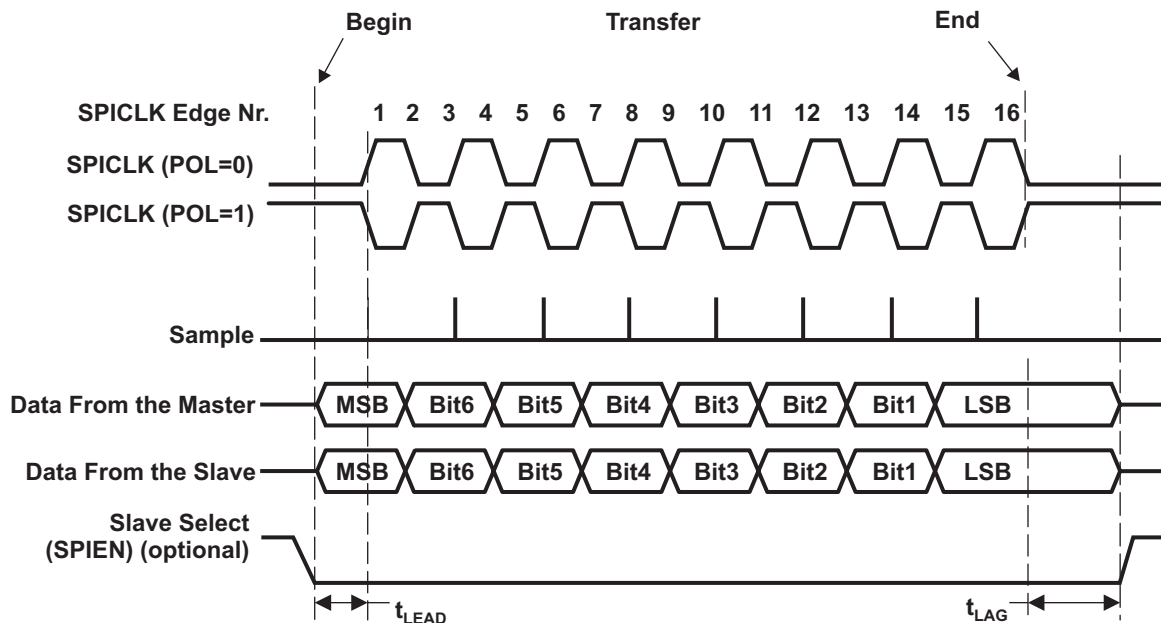 Begin Transfer End
SPICLK Edge Nr. 1 2 3 4 5 6 7 8 9 10 11 12 13 14 15 16
SPICLK (POL=0)
SPICLK (POL=1)
Sample
Data From the Master MSB Bit6 Bit5 Bit4 Bit3 Bit2 Bit1 LSB
Data From the Slave MSB Bit6 Bit5 Bit4 Bit3 Bit2 Bit1 LSB
Slave Select
(SPIEN) (optional)
tLEAD tLAG